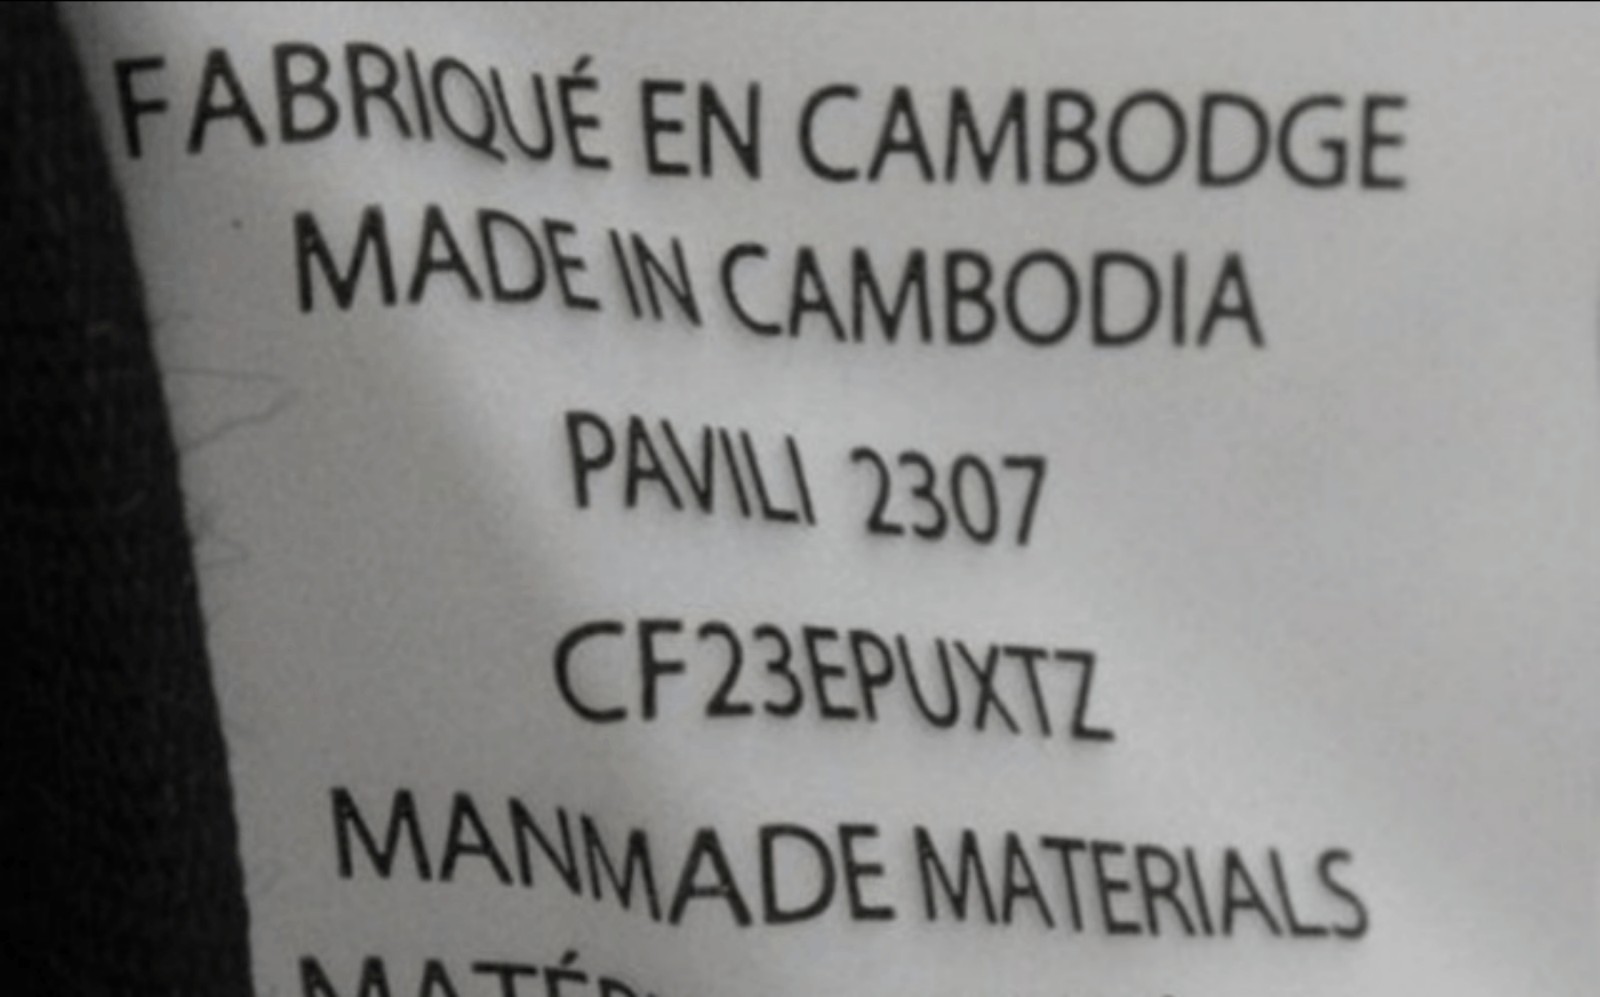 FABRIQUÉ EN CAMBODGE
MADE IN CAMBODIA
PAVILI 2307
CF23EPUXTZ
MANMADE MATERIALS